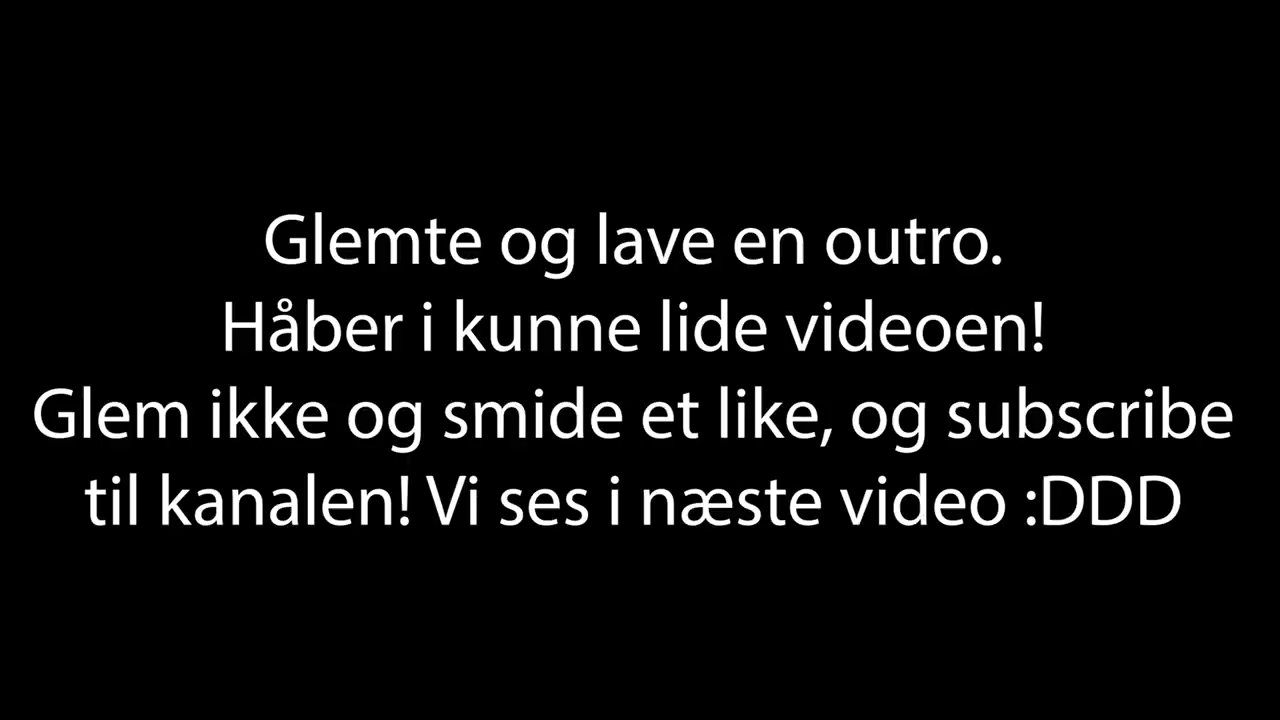 Glemte og lave en outro.
Håber i kunne lide videoen!
Glem ikke og smide et like, og subscribe
til kanalen! Vi ses i næste video :DDD